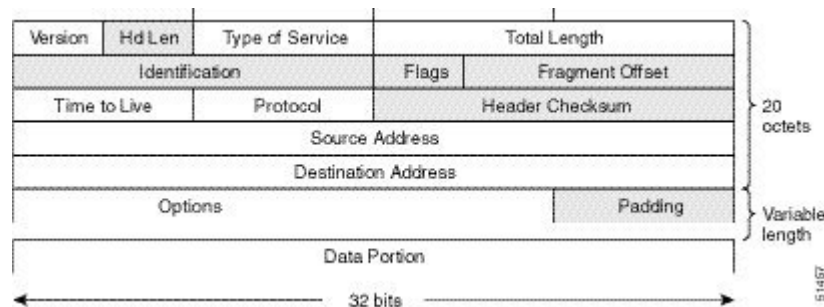 Version Hd Len Type of Service Total Length
Identification Flags Fragment Offset
Time to Live Protocol Header Checksum
20
octets
Source Address
Destination Address
Options Padding
Variable
length
Data Portion
32 bits
51457